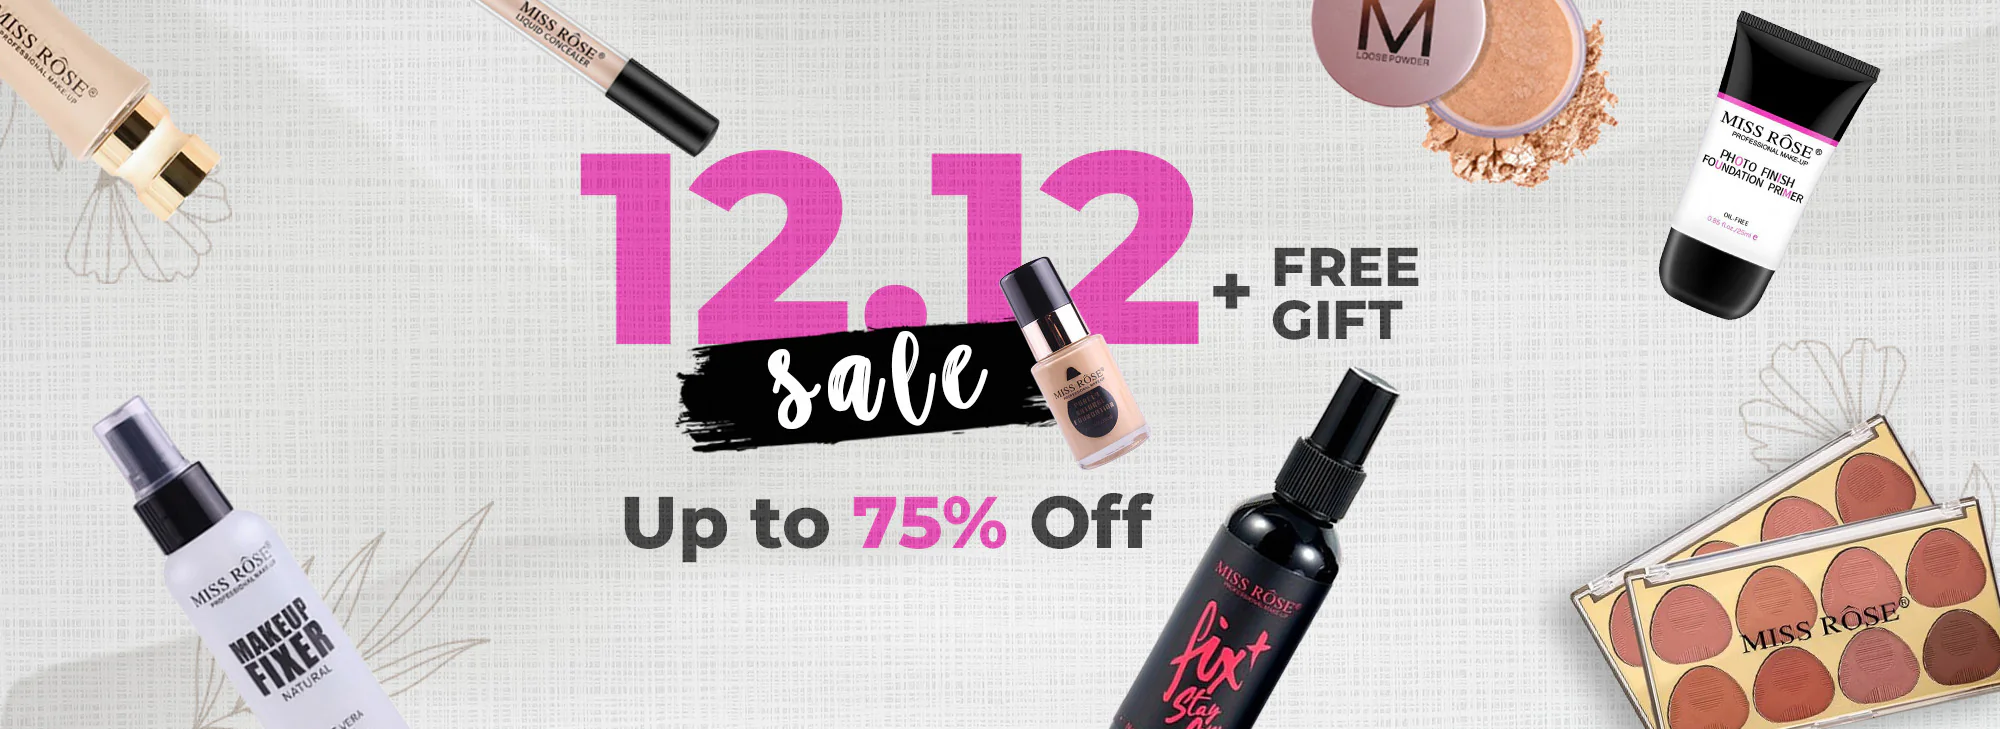 MISS RÔSE®
PROFESSIONAL MAKE-UP
MISS RÔSE®
LIQUID CONCEALER
M
LOOSE POWDER
MISS RÔSE®
PROFESSIONAL MAKE-UP
PHOTO FINISH
FOUNDATION PRIMER
OIL-FREE
0.85 fl.oz./25ml e
12.12
sale
+ FREE
GIFT
MISS RÔSE®
PROFESSIONAL MAKE-UP
Up to 75% Off
MISS RÔSE®
PROFESSIONAL MAKE-UP
MAKEUP
FIXER
NATURAL
VERA
MISS RÔSE®
PROFESSIONAL MAKE-UP
fix+
Stay
MISS RÔSE®